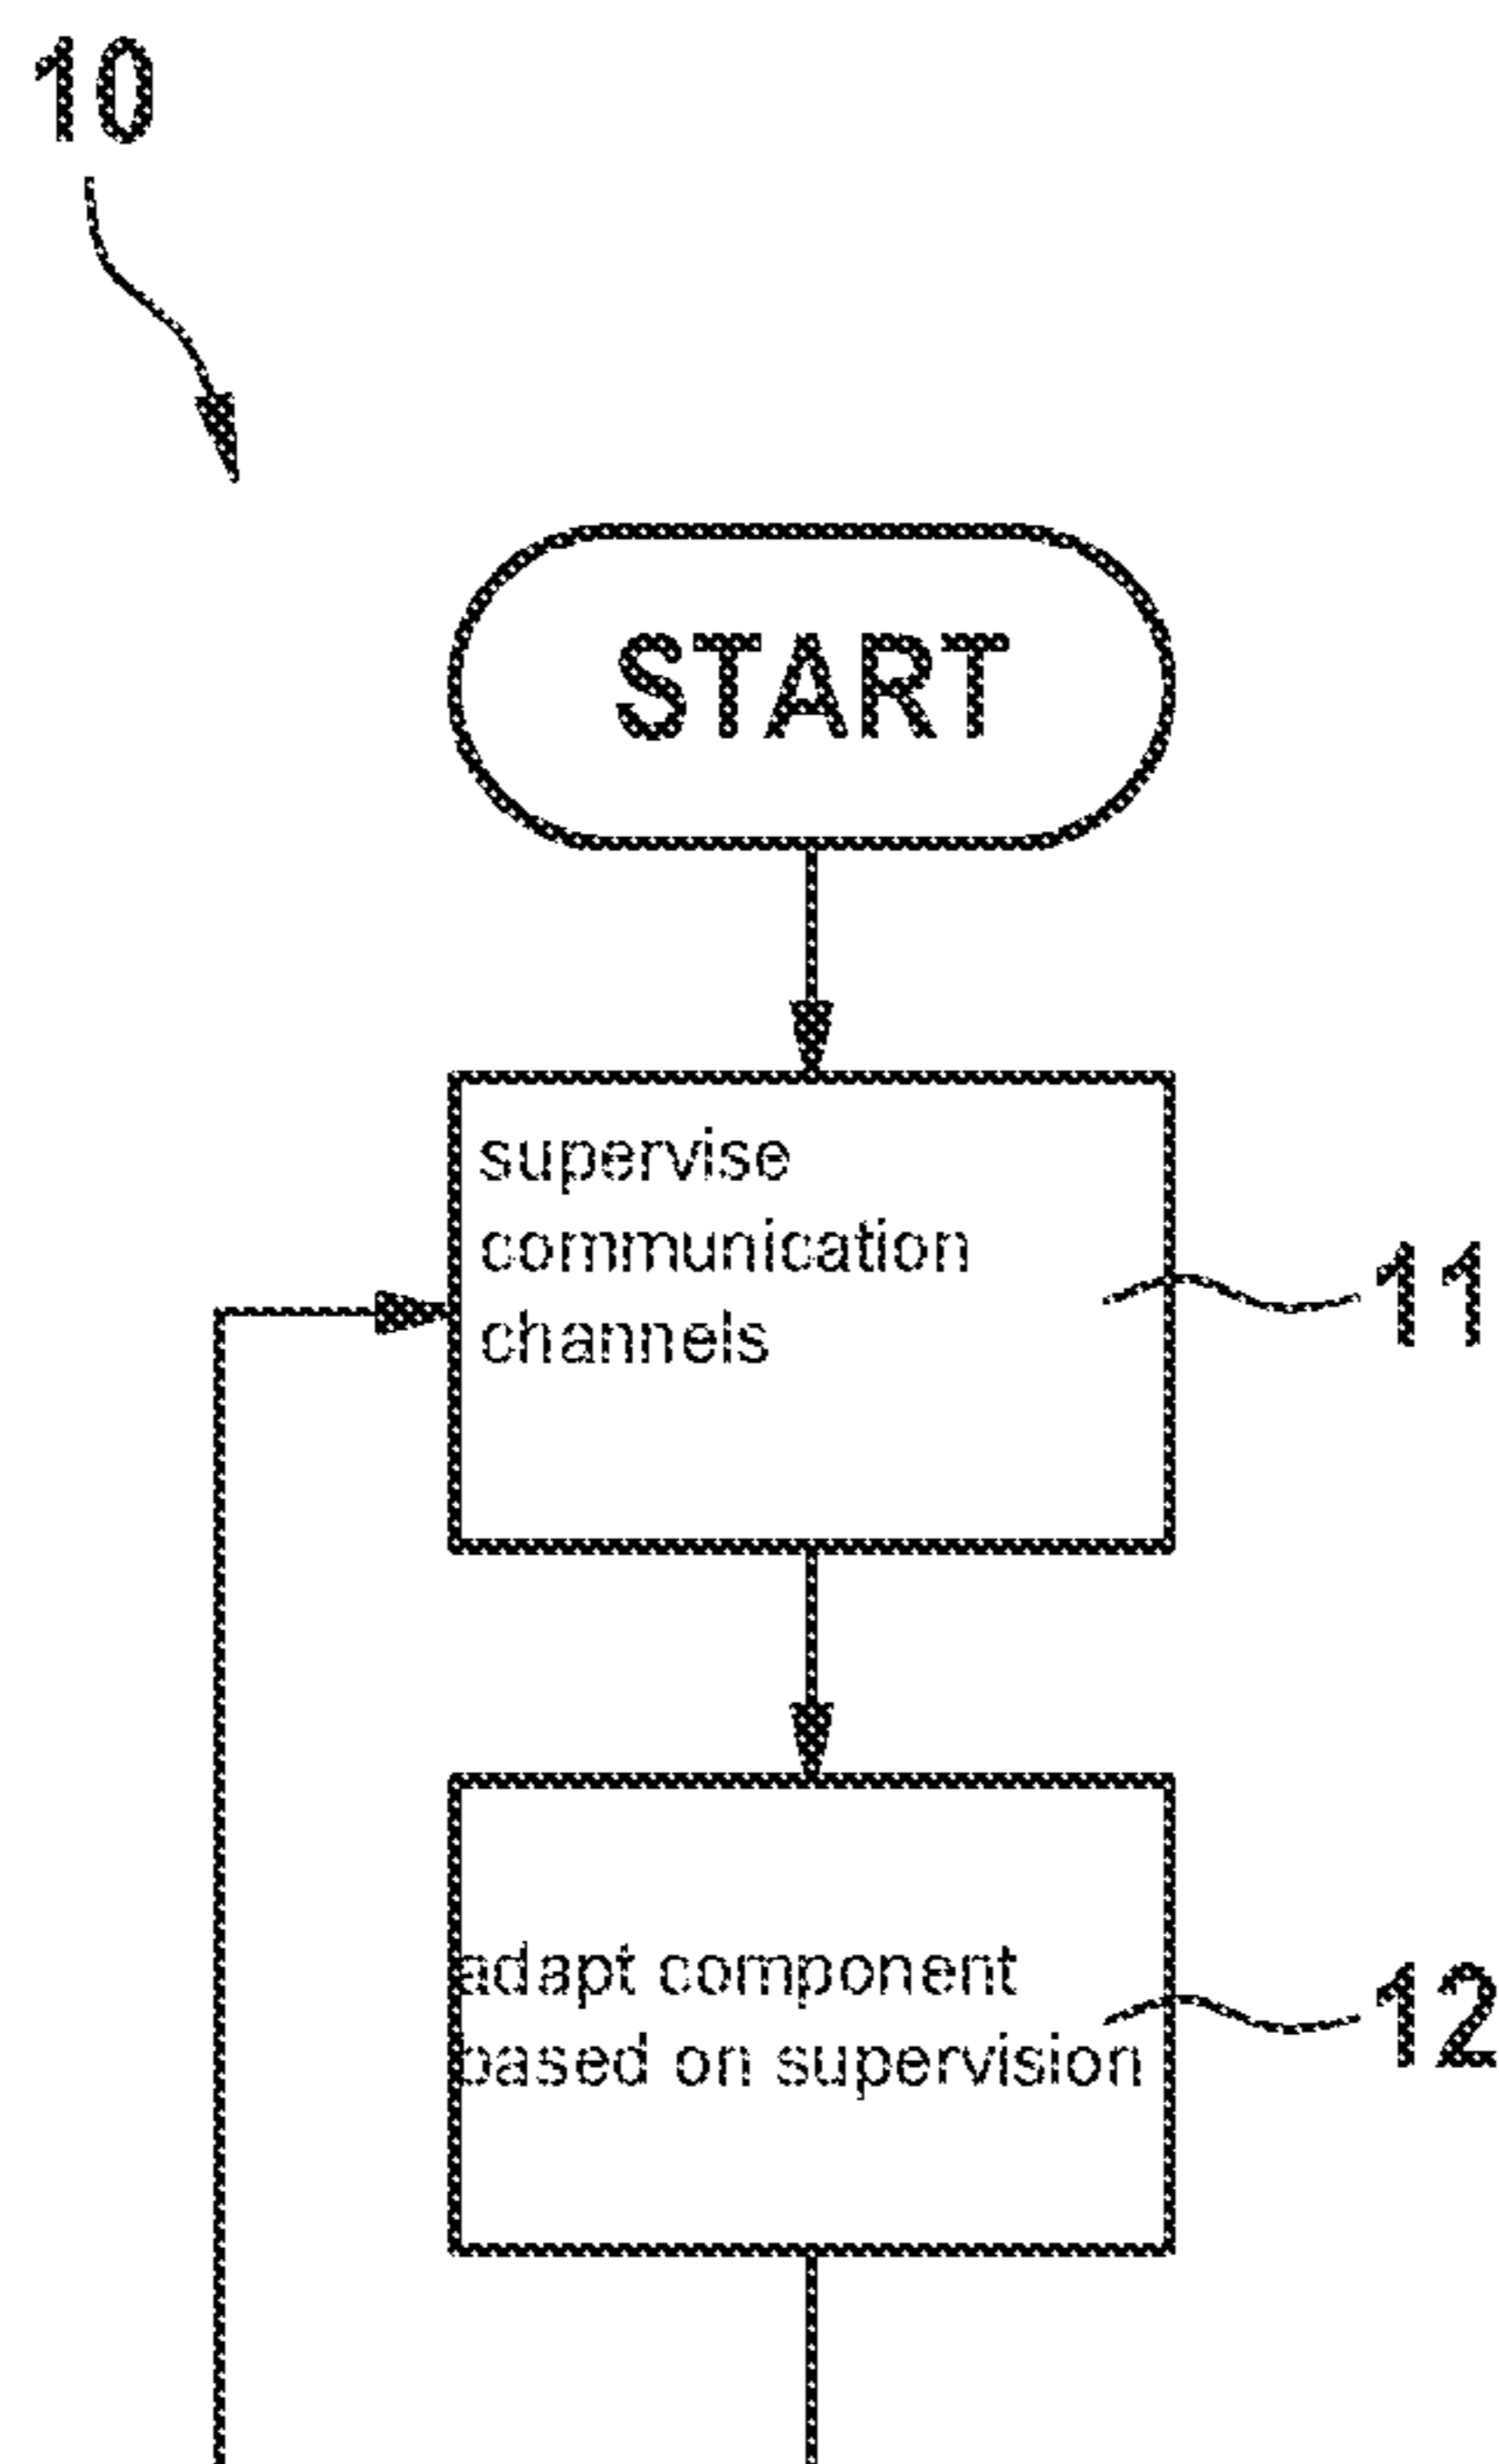 10
START
supervise
communication
channels
11
adapt component
based on supervision
12